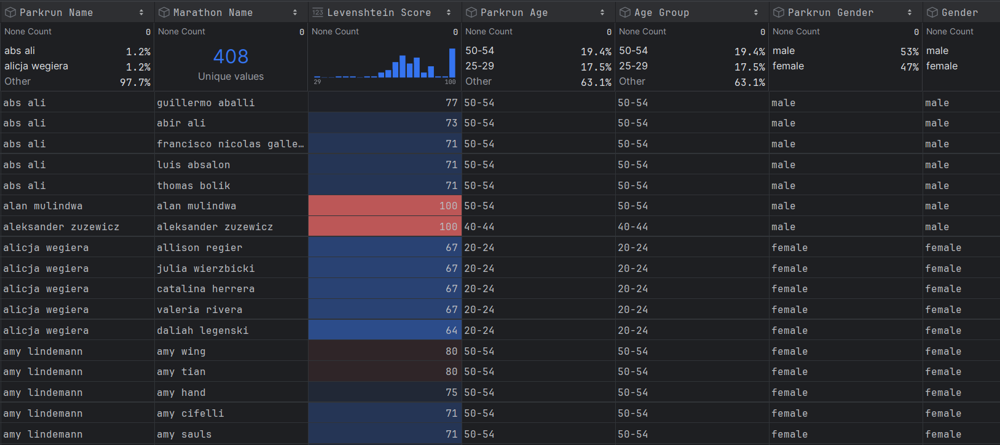 Parkrun Name Marathon Name 123 Levenshtein Score Parkrun Age Age Group Parkrun Gender Gender
None Count 0 None Count 0 None Count 0 None Count 0 None Count 0 None Count 0 None Count
abs ali 1.2% 408 50-54 19.4% 50-54 19.4% male 53% male
alicja wegiera 1.2% Unique values 25-29 17.5% 25-29 17.5% female 47% female
Other 97.7% 29 100 Other 63.1% Other 63.1%
abs ali guillermo aballi 77 50-54 50-54 male male
abs ali abir ali 73 50-54 50-54 male male
abs ali francisco nicolas galle… 71 50-54 50-54 male male
abs ali luis absalon 71 50-54 50-54 male male
abs ali thomas bolik 71 50-54 50-54 male male
alan mulindwa alan mulindwa 100 50-54 50-54 male male
aleksander zuzewicz aleksander zuzewicz 100 40-44 40-44 male male
alicja wegiera allison regier 67 20-24 20-24 female female
alicja wegiera julia wierzbicki 67 20-24 20-24 female female
alicja wegiera catalina herrera 67 20-24 20-24 female female
alicja wegiera valeria rivera 67 20-24 20-24 female female
alicja wegiera daliah legenski 64 20-24 20-24 female female
amy lindemann amy wing 80 50-54 50-54 female female
amy lindemann amy tian 80 50-54 50-54 female female
amy lindemann amy hand 75 50-54 50-54 female female
amy lindemann amy cifelli 71 50-54 50-54 female female
amy lindemann amy sauls 71 50-54 50-54 female female